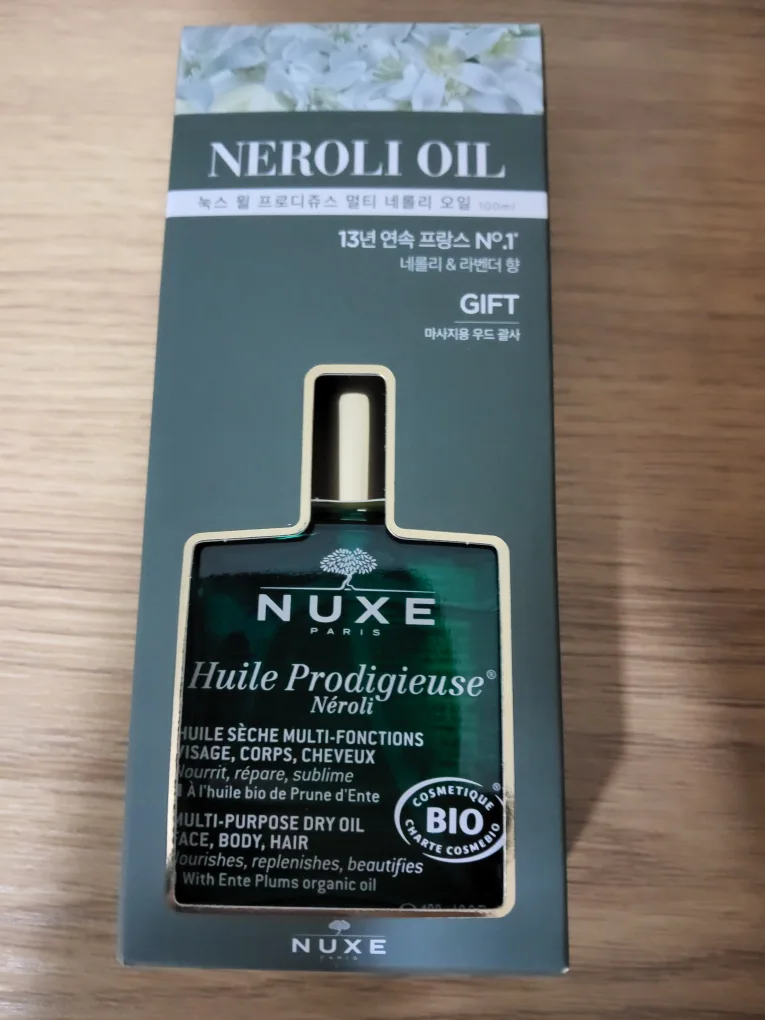 NEROLI OIL
눅스 윌 프로디쥬스 멀티 네롤리 오일 100ml
13년 연속 프랑스 Nº.1*
네롤리 & 라벤더 향
GIFT
마사지용 우드 괄사
NUXE
PARIS
Huile Prodigieuse®
Néroli
HUILE SÈCHE MULTI-FONCTIONS
VISAGE, CORPS, CHEVEUX
Nourrit, répare, sublime
À l'huile bio de Prune d'Ente
MULTI-PURPOSE DRY OIL
FACE, BODY, HAIR
Nourishes, replenishes, beautifies
With Ente Plums organic oil
COSMETIQUE
BIO®
CHARTE COSMEBIO
NUXE
PARIS